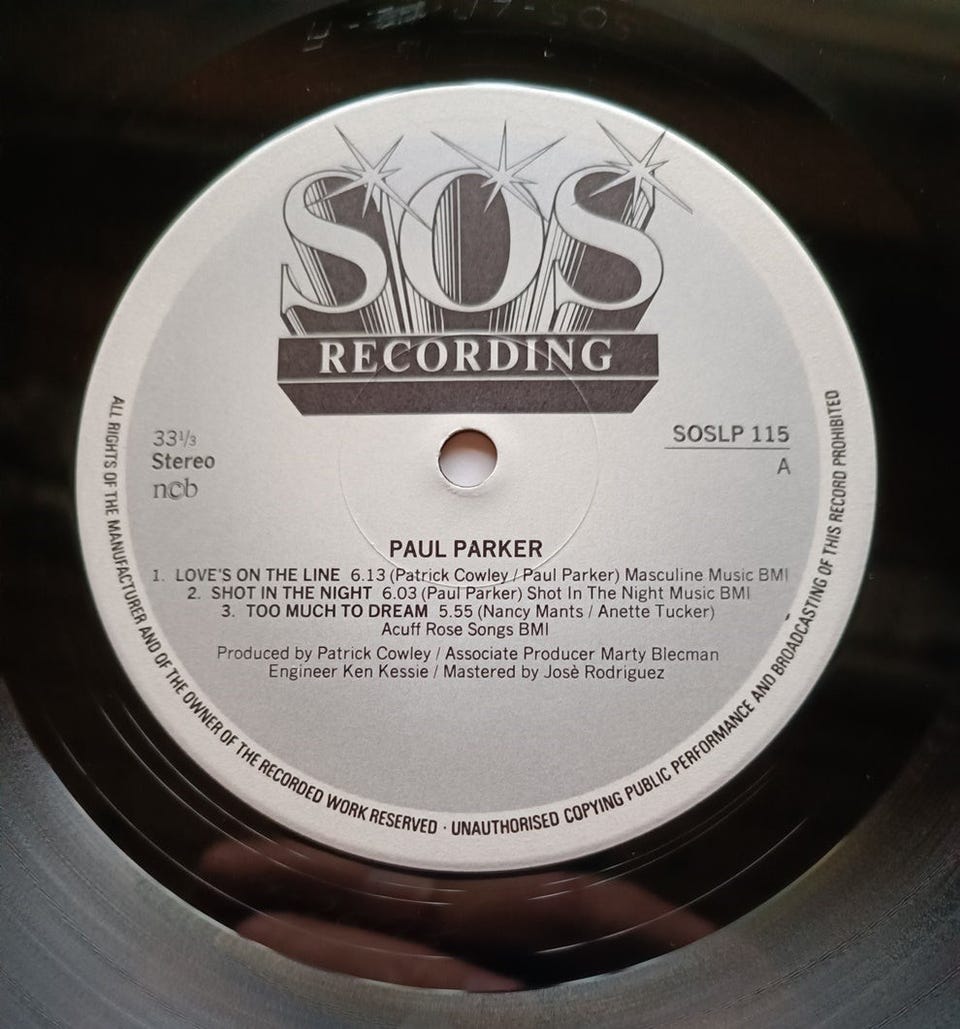 SOS
RECORDING
33⅓
Stereo
ncb
SOSLP 115
A
PAUL PARKER
1. LOVE'S ON THE LINE 6.13 (Patrick Cowley / Paul Parker) Masculine Music BMI
2. SHOT IN THE NIGHT 6.03 (Paul Parker) Shot In The Night Music BMI
3. TOO MUCH TO DREAM 5.55 (Nancy Mants / Anette Tucker)
Acuff Rose Songs BMI
Produced by Patrick Cowley / Associate Producer Marty Blecman
Engineer Ken Kessie / Mastered by Josè Rodriguez
ALL RIGHTS OF THE MANUFACTURER AND OF THE OWNER OF THE RECORDED WORK RESERVED · UNAUTHORISED COPYING PUBLIC PERFORMANCE AND BROADCASTING OF THIS RECORD PROHIBITED